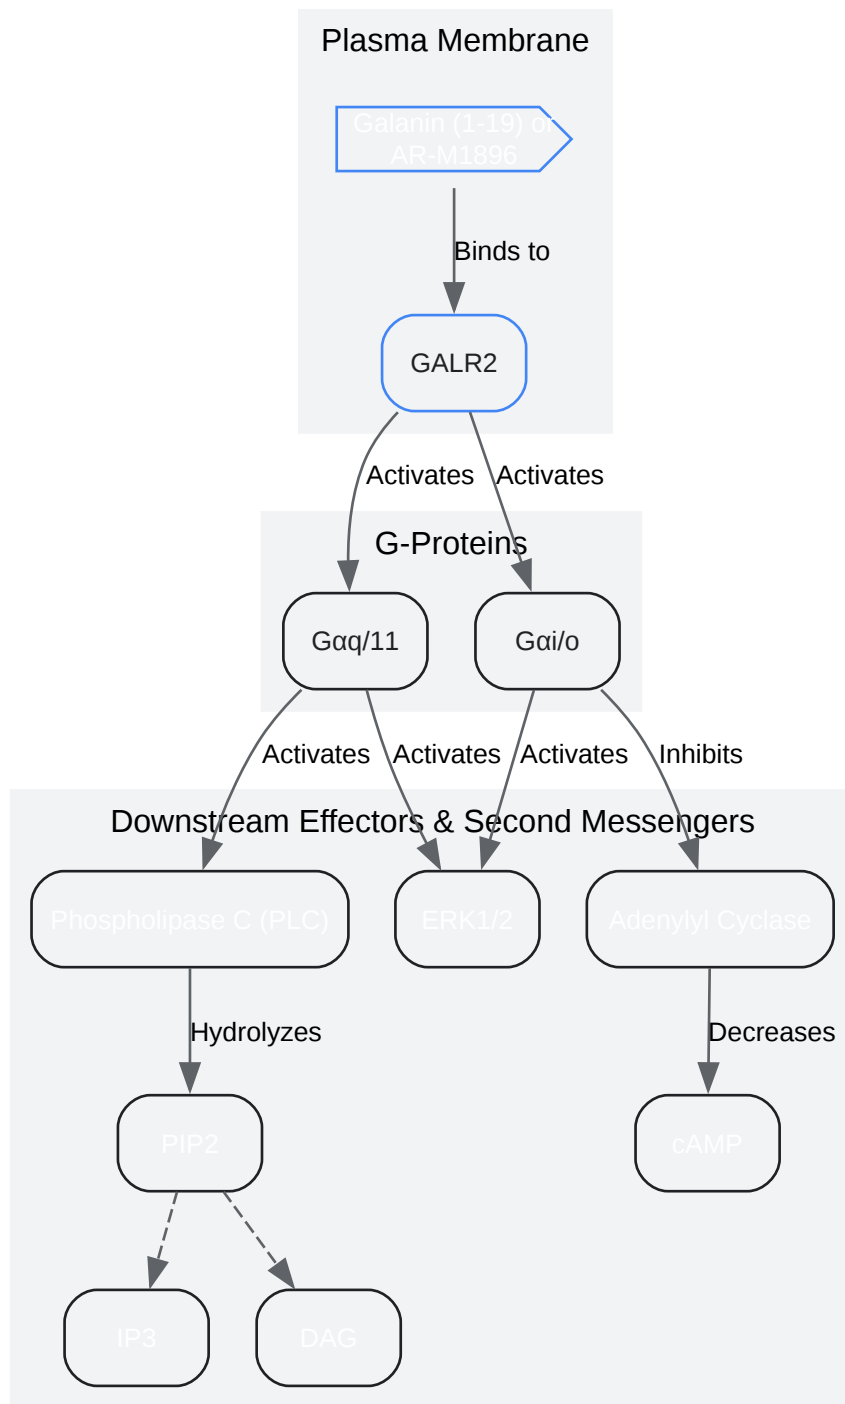 Plasma Membrane
Galanin (1-19) or
AR-M1896
Binds to
GALR2
Activates
Activates
G-Proteins
Gαq/11
Gαi/o
Activates
Activates
Activates
Inhibits
Downstream Effectors & Second Messengers
Phospholipase C (PLC)
ERK1/2
Adenylyl Cyclase
Hydrolyzes
Decreases
PIP2
cAMP
IP3
DAG